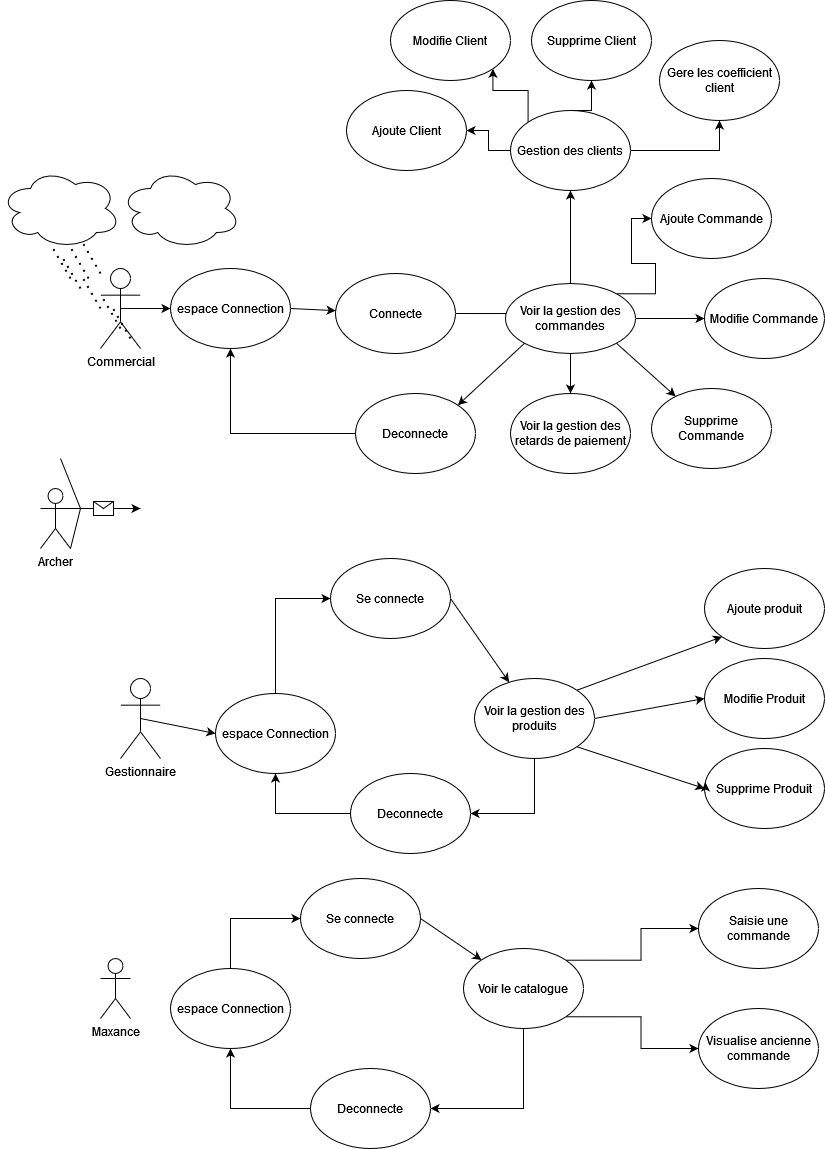 Modifie Client
Supprime Client
Gere les coefficient
client
Ajoute Client
Gestion des clients
Ajoute Commande
espace Connection
Connecte
Voir la gestion des
commandes
Modifie Commande
Commercial
Deconnecte
Voir la gestion des
retards de paiement
Supprime
Commande
Archer
Se connecte
Ajoute produit
Modifie Produit
Voir la gestion des
produits
espace Connection
Gestionnaire
Supprime Produit
Deconnecte
Se connecte
Saisie une
commande
Voir le catalogue
espace Connection
Maxance
Visualise ancienne
commande
Deconnecte